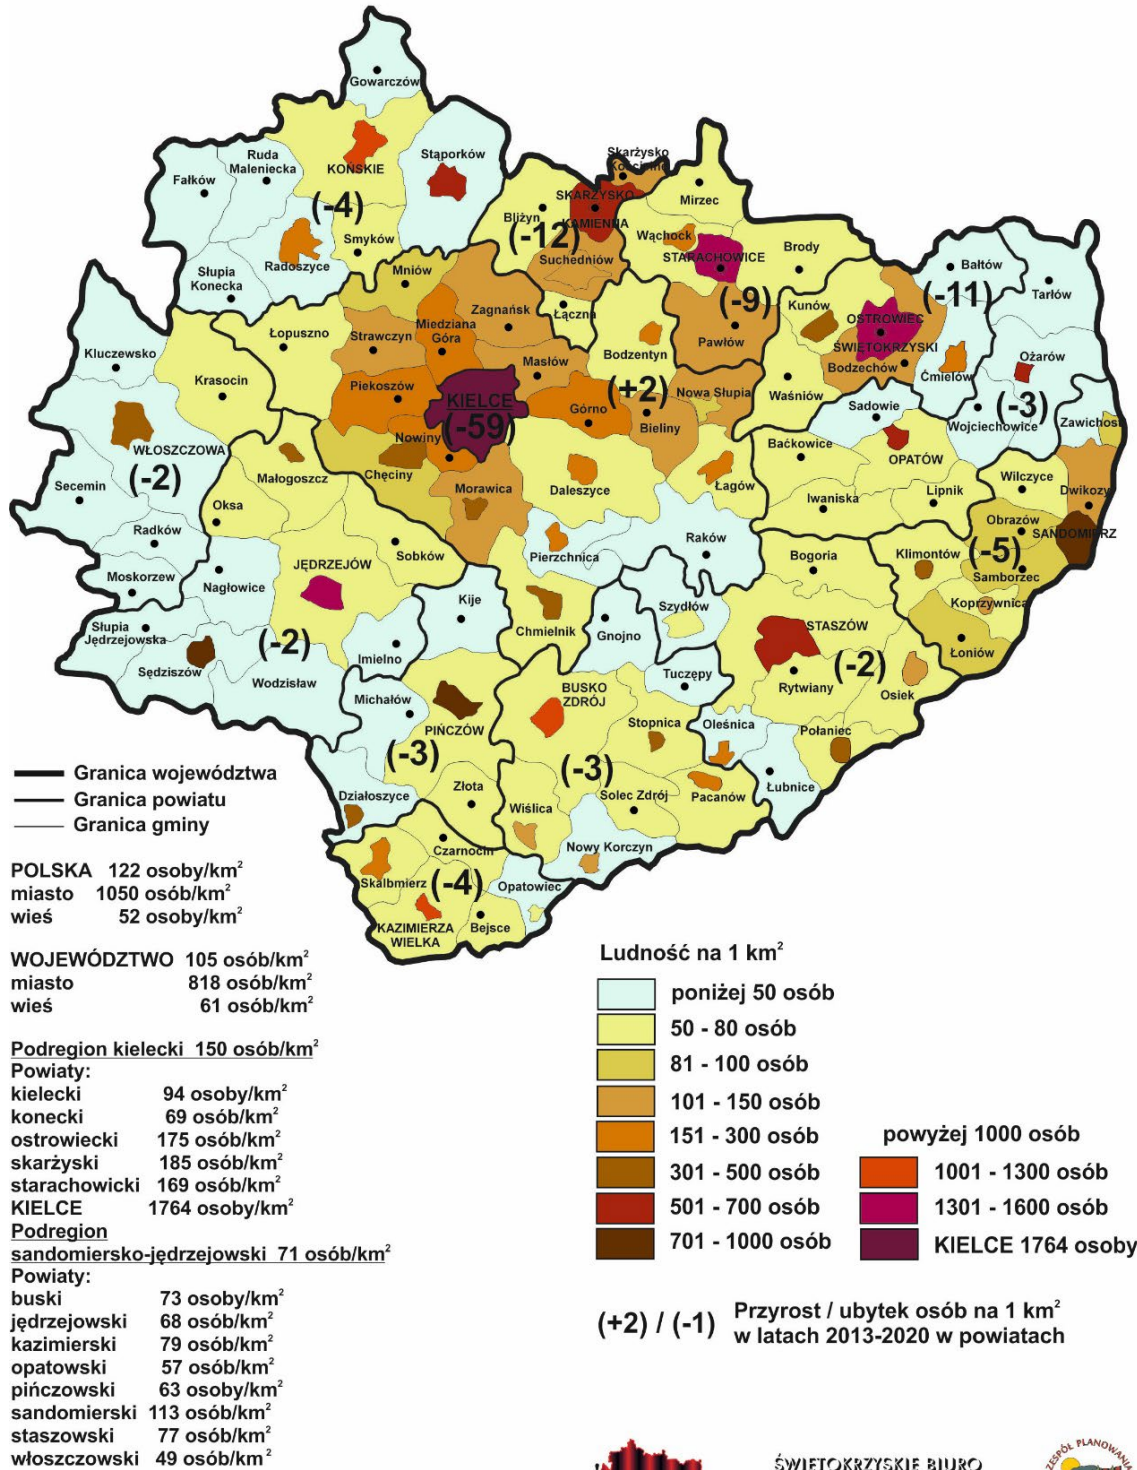 Gowarczów
Ruda
Maleniecka
KOŃSKIE
Stąporków
Fałków
(-4)
Smyków
Radoszyce
Słupia
Konecka
Skarżysko
Kościelne
SKARŻYSKO
KAMIENNA
Bliżyn
(-12)
Suchedniów
Mirzec
Wąchock
STARACHOWICE
Brody
(-9)
Mniów
Zagnańsk
Łączna
Bałtów
(-11)
Tarłów
Kunów
OSTROWIEC
ŚWIĘTOKRZYSKI
Bodzechów
Ćmielów
Ożarów
(-3)
Łopuszno
Strawczyn
Miedziana
Góra
Masłów
Bodzentyn
Pawłów
Kluczewsko
Krasocin
Piekoszów
KIELCE
(-59)
Górno
(+2)
Bieliny
Nowa Słupia
Waśniów
Sadowie
Wojciechowice
Zawichost
WŁOSZCZOWA
(-2)
Małogoszcz
Nowiny
Chęciny
Morawica
Daleszyce
Łagów
Baćkowice
OPATÓW
Secemin
Oksa
Iwaniska
Lipnik
Wilczyce
Dwikozy
Radków
Sobków
Pierzchnica
Raków
Bogoria
Klimontów
Obrazów
SANDOMIERZ
(-5)
Samborzec
Moskorzew
Nagłowice
JĘDRZEJÓW
Kije
Chmielnik
Szydłów
Gnojno
Koprzywnica
Słupia
Jędrzejowska
Sędziszów
(-2)
Imielno
Wodzisław
STASZÓW
(-2)
Łoniów
Tuczępy
Rytwiany
Osiek
Michałów
PIŃCZÓW
(-3)
BUSKO
ZDRÓJ
Stopnica
Oleśnica
Połaniec
(-3)
Działoszyce
Złota
Wiślica
Solec Zdrój
Pacanów
Łubnice
Czarnocin
Nowy Korczyn
Skalbmierz
(-4)
Opatowiec
KAZIMIERZA
WIELKA
Bejsce
Granica województwa
Granica powiatu
Granica gminy
POLSKA 122 osoby/km²
miasto 1050 osób/km²
wieś 52 osoby/km²
WOJEWÓDZTWO 105 osób/km²
miasto 818 osób/km²
wieś 61 osób/km²
Podregion kielecki 150 osób/km²
Powiaty:
kielecki 94 osoby/km²
konecki 69 osób/km²
ostrowiecki 175 osób/km²
skarżyski 185 osób/km²
starachowicki 169 osób/km²
KIELCE 1764 osoby/km²
Podregion
sandomiersko-jędrzejowski 71 osób/km²
Powiaty:
buski 73 osoby/km²
jędrzejowski 68 osób/km²
kazimierski 79 osób/km²
opatowski 57 osób/km²
pińczowski 63 osoby/km²
sandomierski 113 osób/km²
staszowski 77 osób/km²
włoszczowski 49 osób/km²
Ludność na 1 km²
poniżej 50 osób
50 - 80 osób
81 - 100 osób
101 - 150 osób
151 - 300 osób
301 - 500 osób
501 - 700 osób
701 - 1000 osób
powyżej 1000 osób
1001 - 1300 osób
1301 - 1600 osób
KIELCE 1764 osoby
(+2) / (-1)
Przyrost / ubytek osób na 1 km²
w latach 2013-2020 w powiatach
ŚWIĘTOKRZYSKIE BIURO
ZESPÓŁ PLANOWANIA